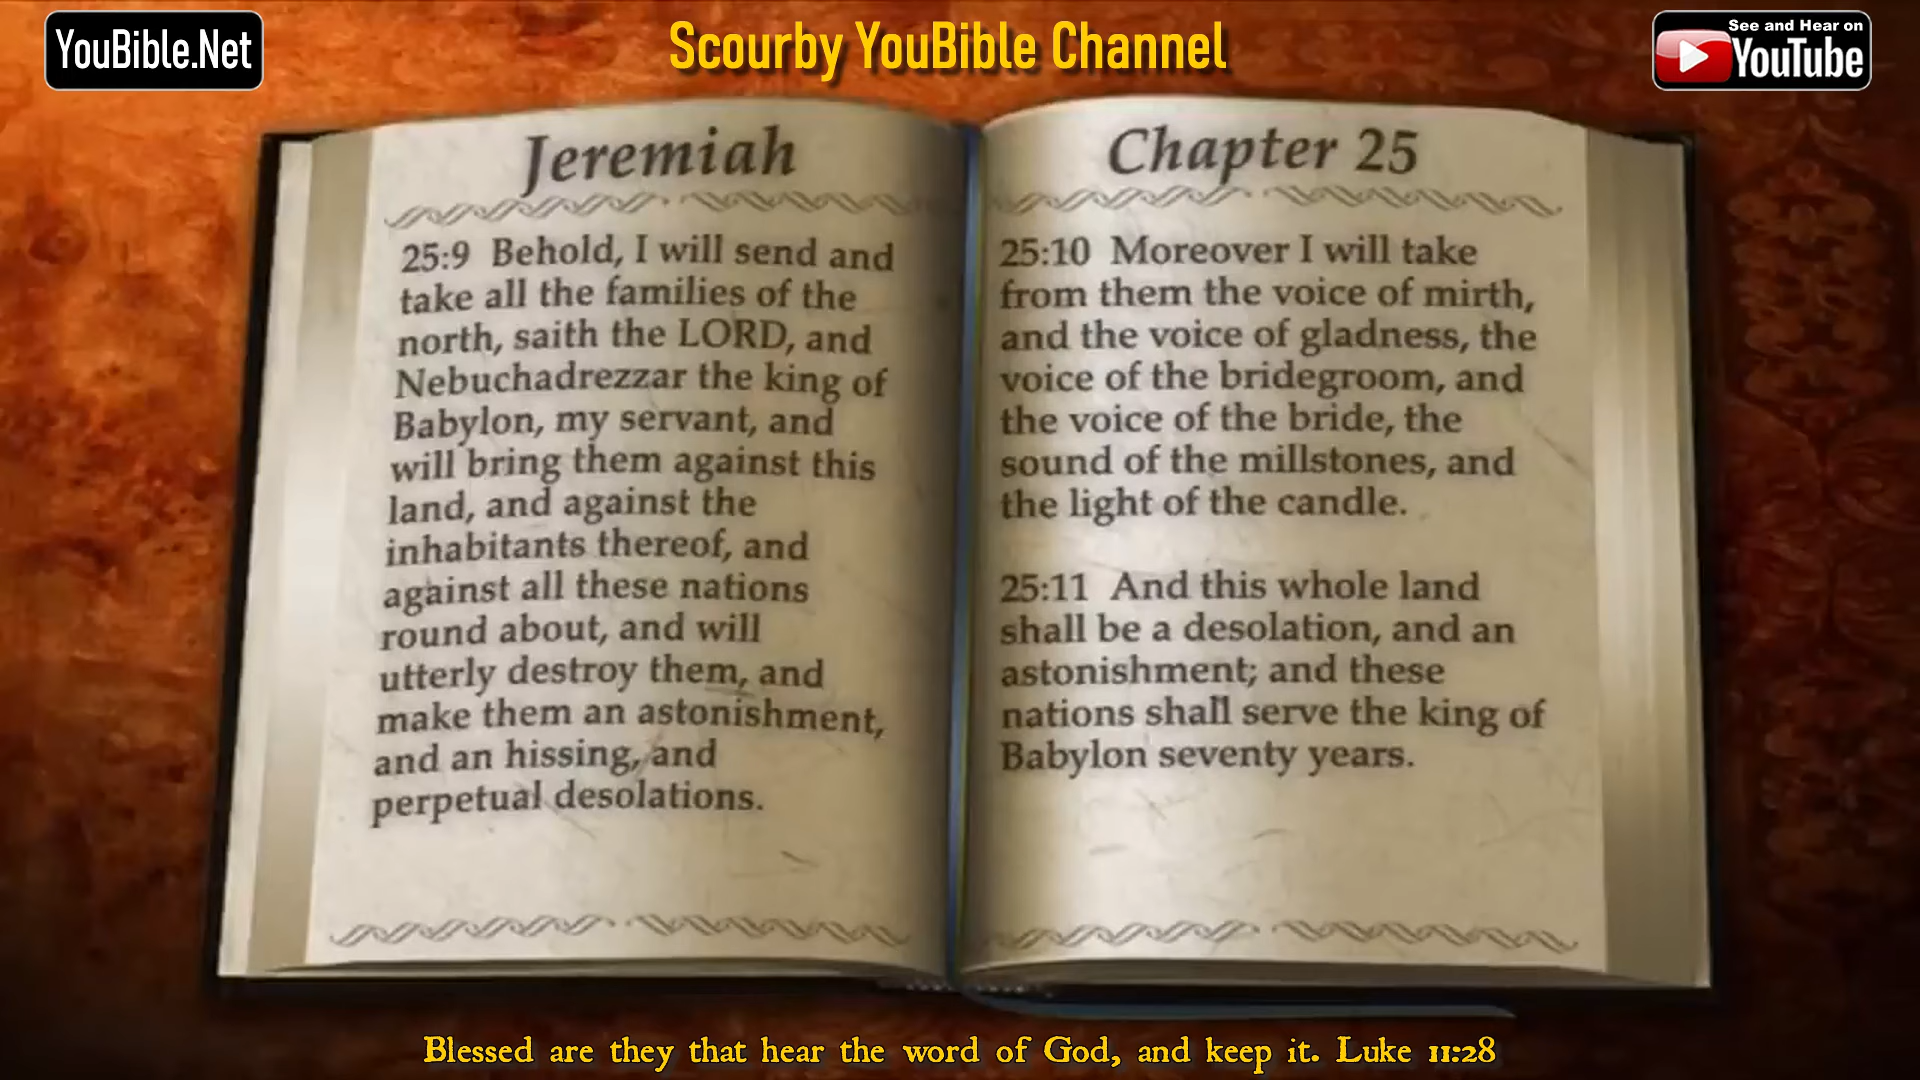 YouBible.Net
Scourby YouBible Channel
See and Hear on
YouTube
Jeremiah
25:9 Behold, I will send and
take all the families of the
north, saith the LORD, and
Nebuchadrezzar the king of
Babylon, my servant, and
will bring them against this
land, and against the
inhabitants thereof, and
against all these nations
round about, and will
utterly destroy them, and
make them an astonishment,
and an hissing, and
perpetual desolations.
Chapter 25
25:10 Moreover I will take
from them the voice of mirth,
and the voice of gladness, the
voice of the bridegroom, and
the voice of the bride, the
sound of the millstones, and
the light of the candle.
25:11 And this whole land
shall be a desolation, and an
astonishment; and these
nations shall serve the king of
Babylon seventy years.
Blessed are they that hear the word of God, and keep it. Luke 11:28